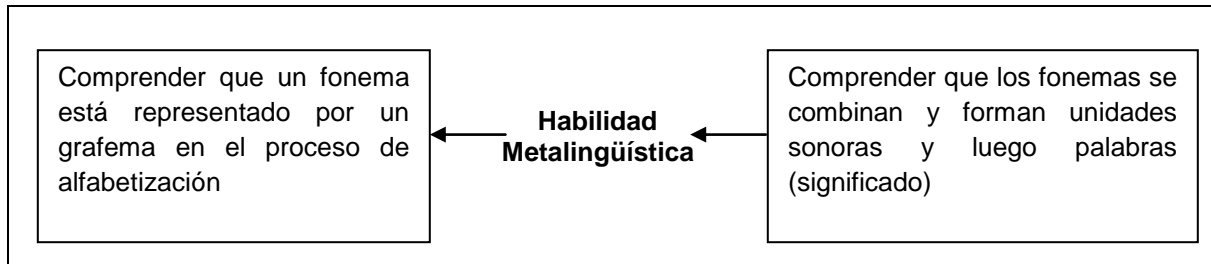 Comprender que un fonema
está representado por un
grafema en el proceso de
alfabetización
Habilidad
Metalingüística
Comprender que los fonemas se
combinan y forman unidades
sonoras y luego palabras
(significado)